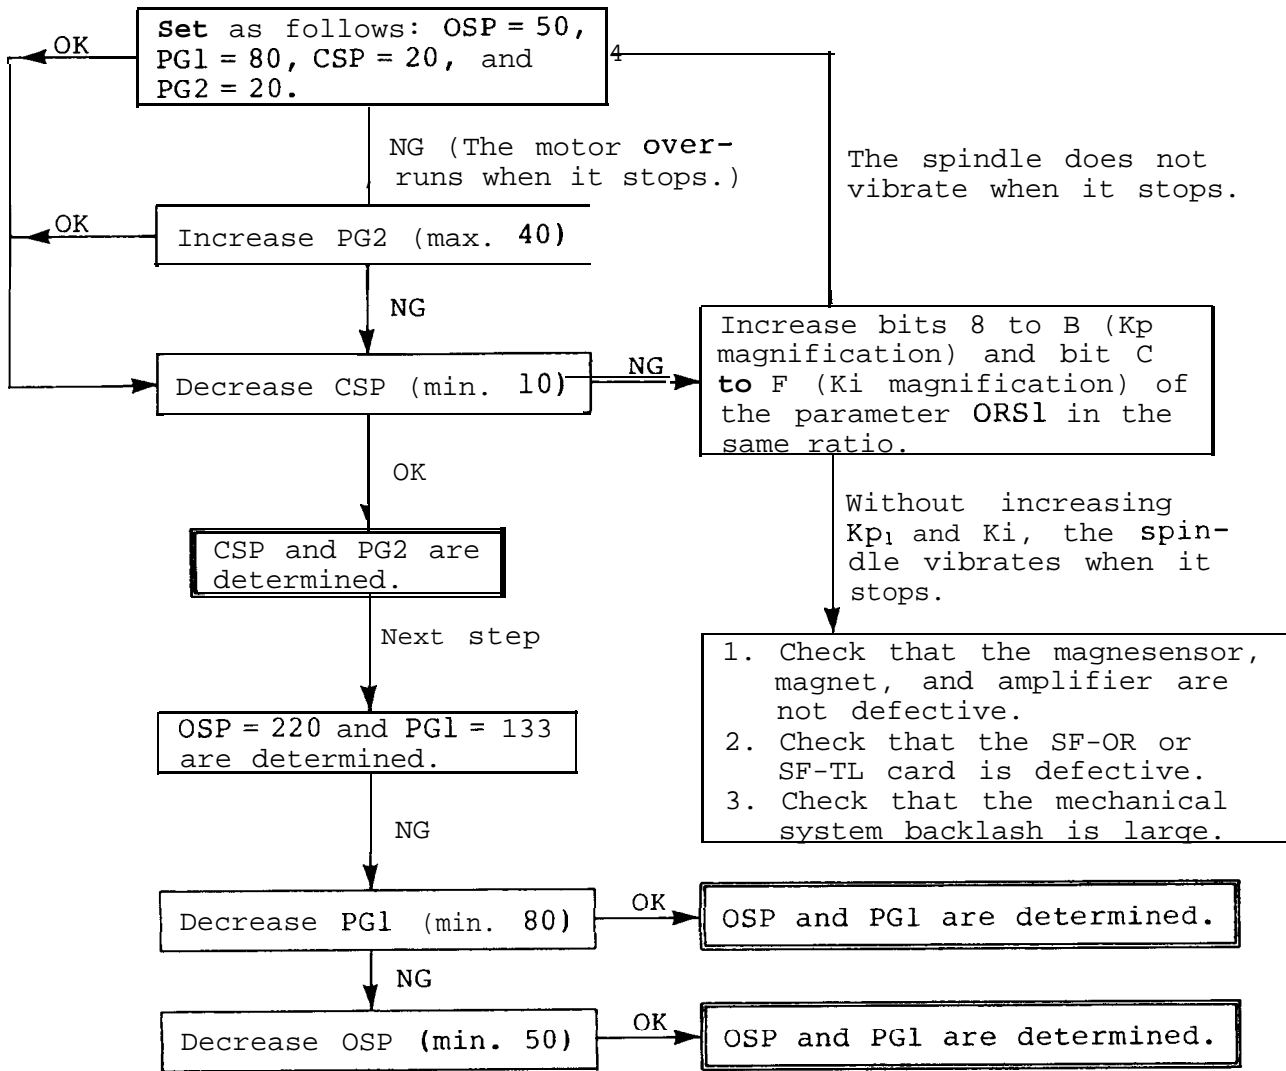 Set as follows: OSP = 50,
PG1 = 80, CSP = 20, and
PG2 = 20.
OK
4
NG (The motor over-
runs when it stops.)
The spindle does not
vibrate when it stops.
OK
Increase PG2 (max. 40)
NG
Decrease CSP (min. 10)
NG
Increase bits 8 to B (Kp
magnification) and bit C
to F (Ki magnification) of
the parameter ORS1 in the
same ratio.
OK
Without increasing
Kp₁ and Ki, the spin-
dle vibrates when it
stops.
CSP and PG2 are
determined.
Next step
1. Check that the magnesensor,
magnet, and amplifier are
not defective.
2. Check that the SF-OR or
SF-TL card is defective.
3. Check that the mechanical
system backlash is large.
OSP = 220 and PG1 = 133
are determined.
NG
Decrease PG1 (min. 80)
OK
OSP and PG1 are determined.
NG
Decrease OSP (min. 50)
OK
OSP and PG1 are determined.